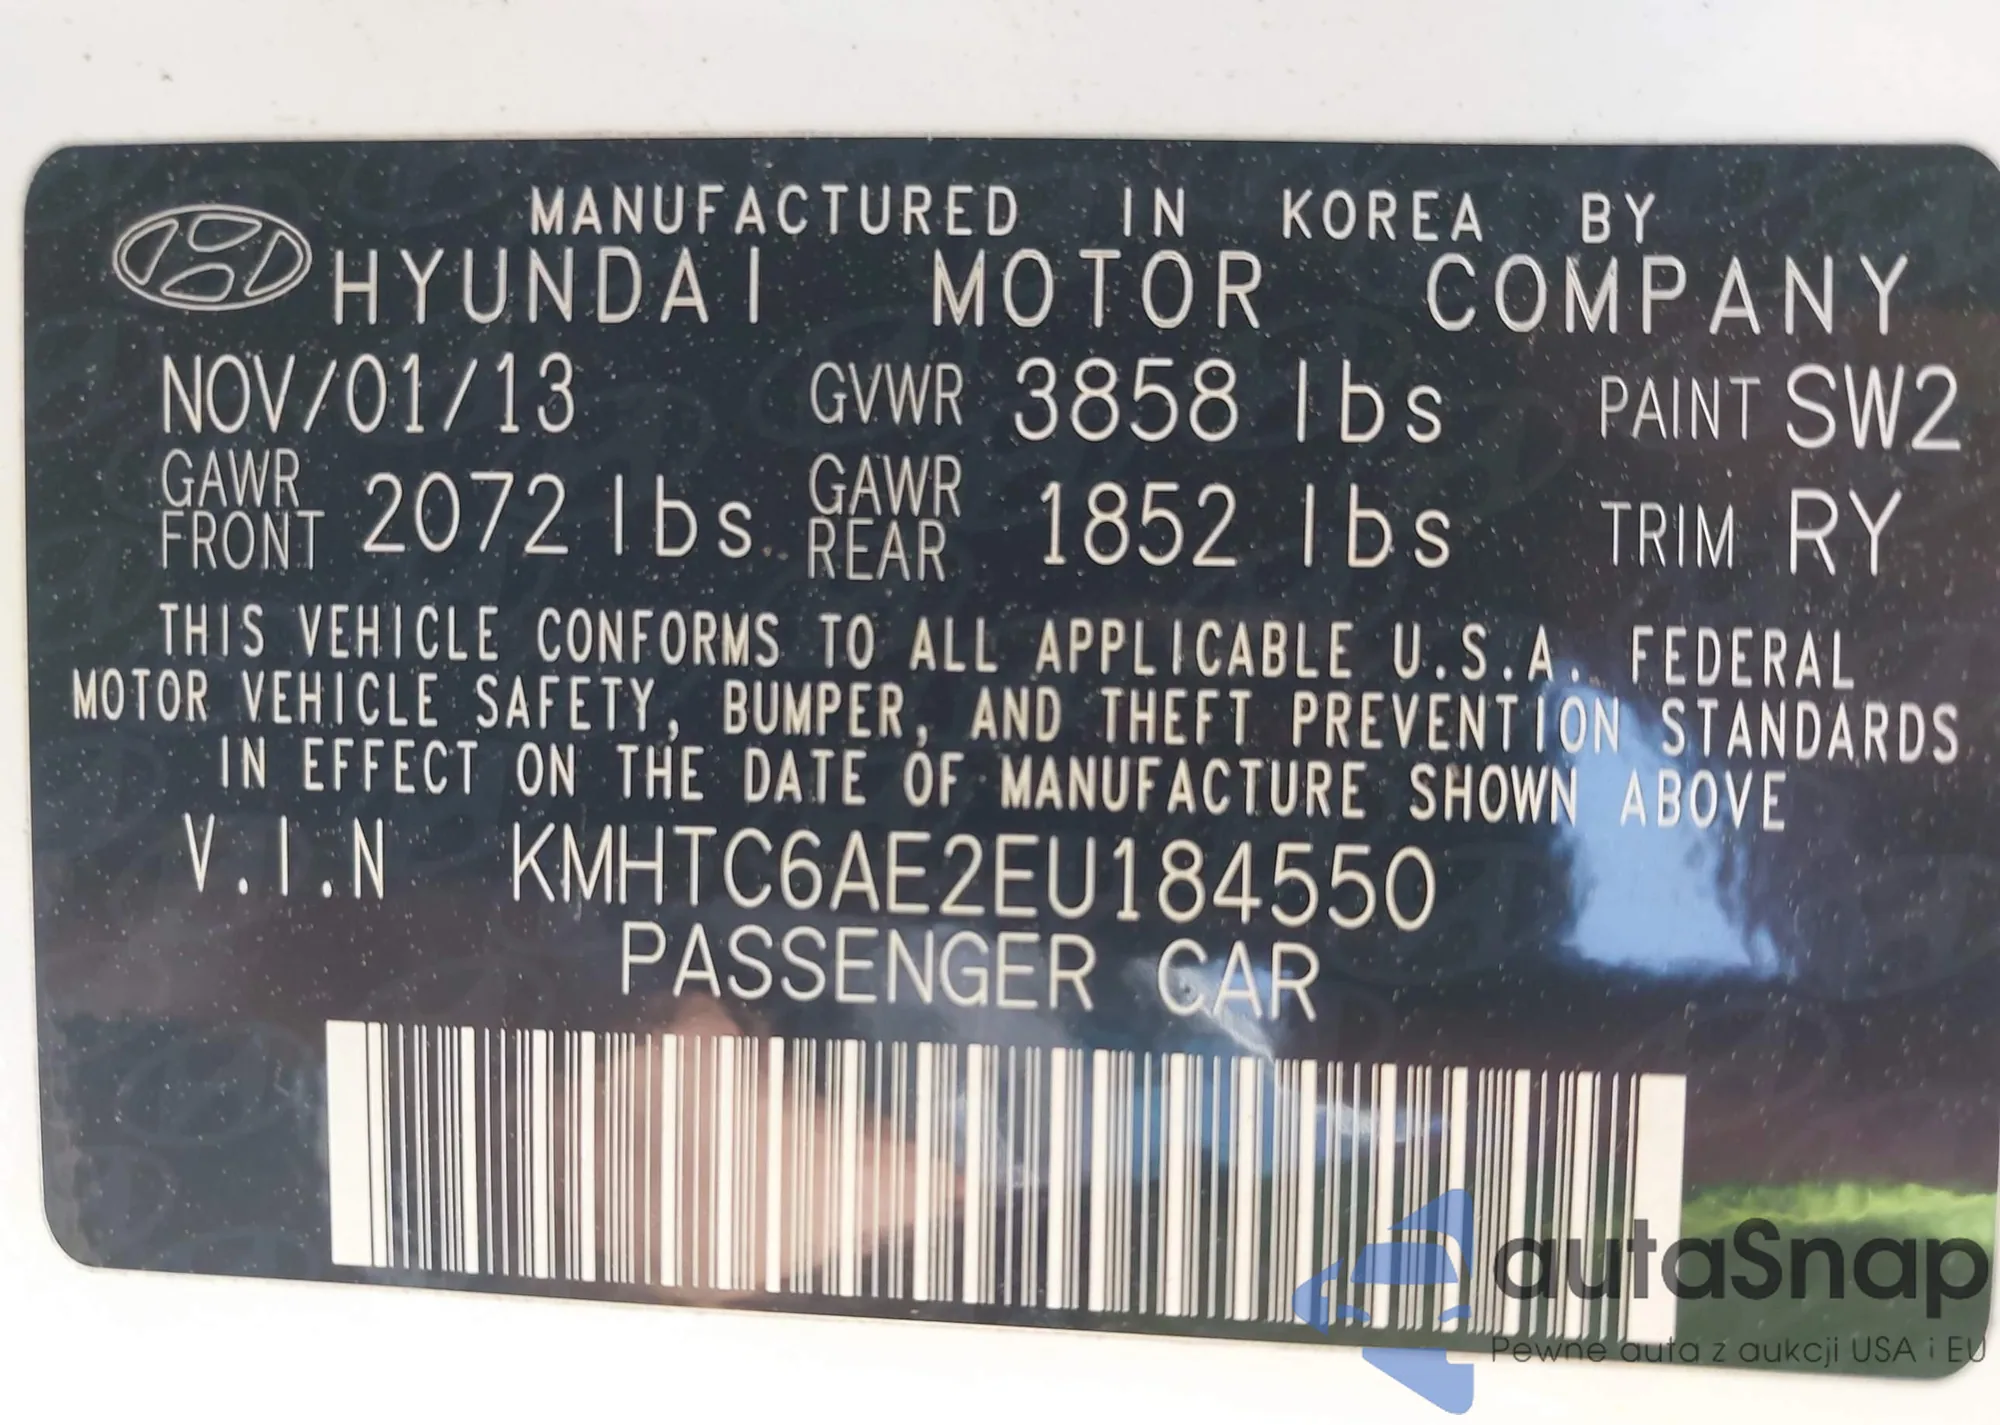 MANUFACTURED IN KOREA BY
HYUNDAI MOTOR COMPANY
NOV/01/13 GVWR 3858 lbs PAINT SW2
GAWR FRONT 2072 lbs GAWR REAR 1852 lbs TRIM RY
THIS VEHICLE CONFORMS TO ALL APPLICABLE U.S.A. FEDERAL
MOTOR VEHICLE SAFETY, BUMPER, AND THEFT PREVENTION STANDARDS
IN EFFECT ON THE DATE OF MANUFACTURE SHOWN ABOVE
V.I.N KMHTC6AE2EU184550
PASSENGER CAR
autaSnap
Pewne auta z aukcji USA i EU